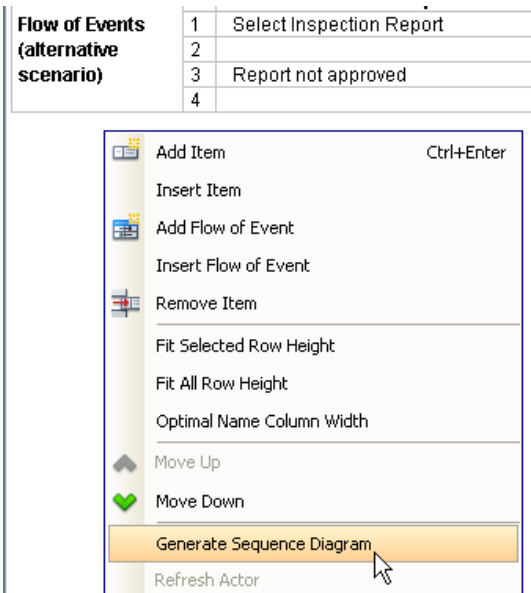 Flow of Events
(alternative
scenario)
1 Select Inspection Report
2
3 Report not approved
4
Add Item Ctrl+Enter
Insert Item
Add Flow of Event
Insert Flow of Event
Remove Item
Fit Selected Row Height
Fit All Row Height
Optimal Name Column Width
Move Up
Move Down
Generate Sequence Diagram
Refresh Actor